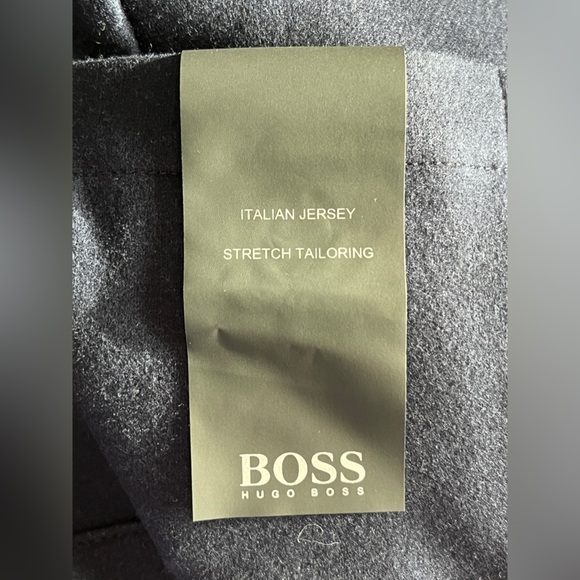 ITALIAN JERSEY
STRETCH TAILORING
BOSS
HUGO BOSS